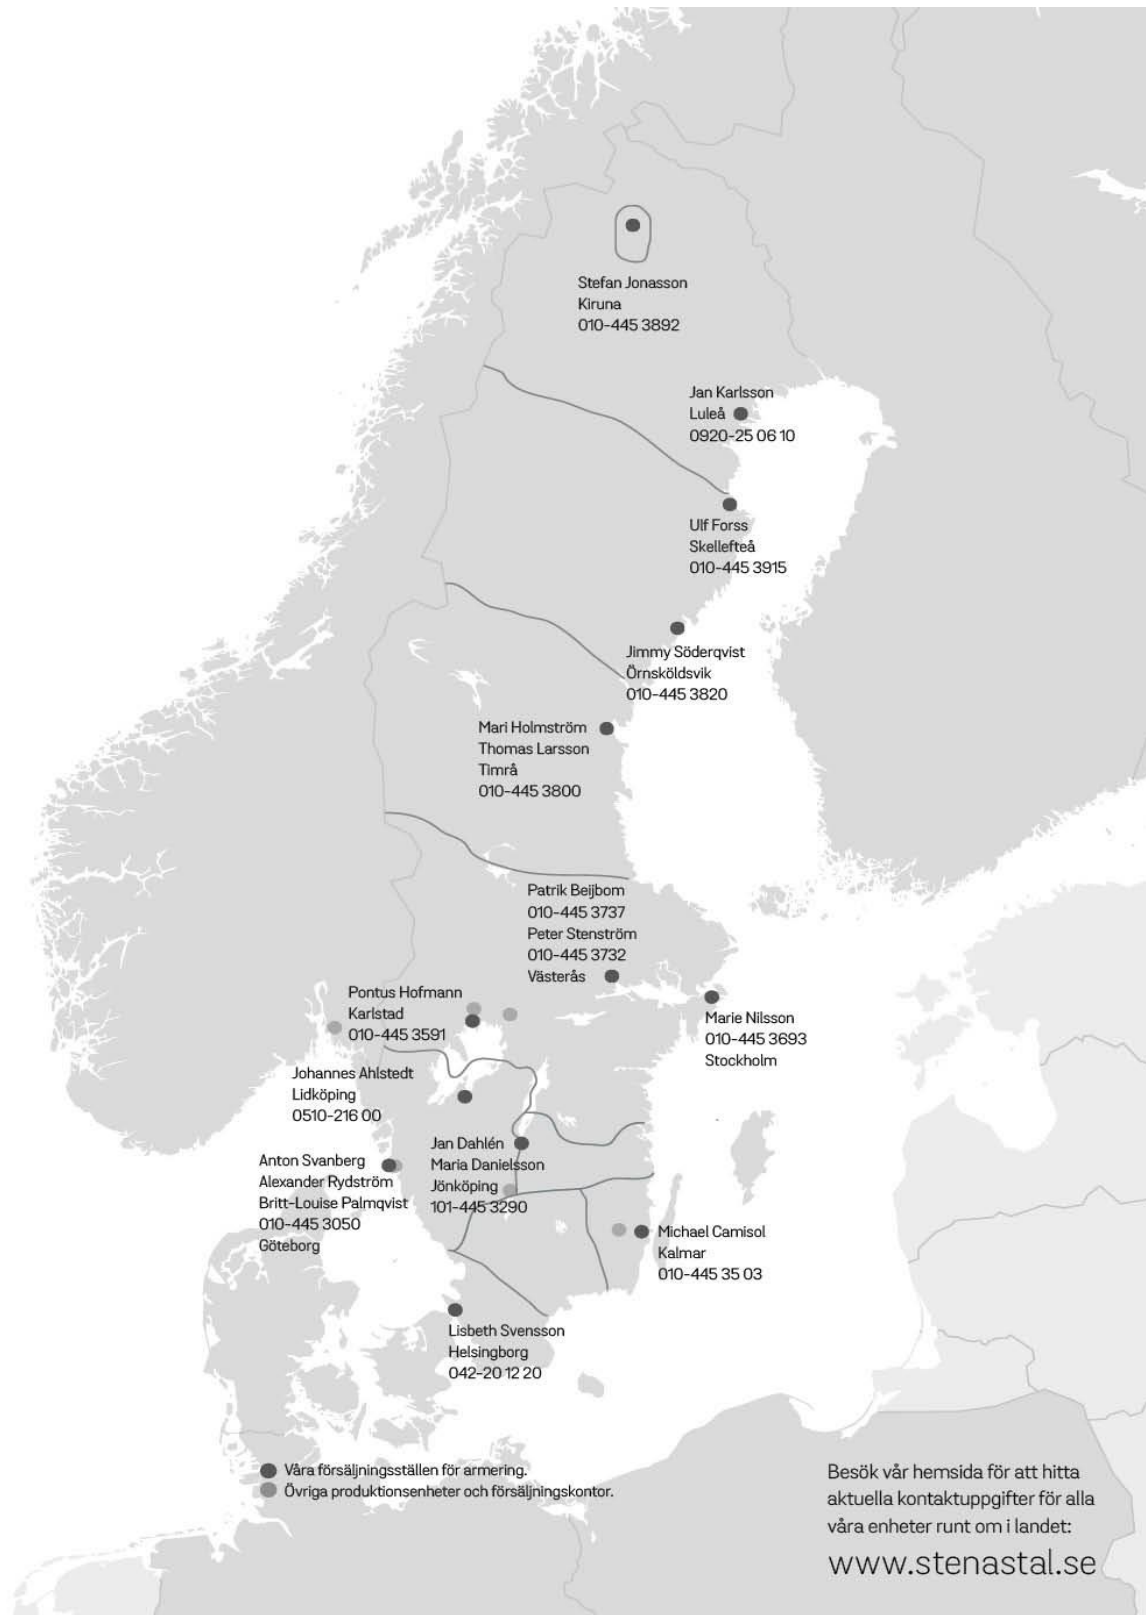 Stefan Jonasson
Kiruna
010-445 3892
Jan Karlsson
Luleå
0920-25 06 10
Ulf Forss
Skellefteå
010-445 3915
Jimmy Söderqvist
Örnsköldsvik
010-445 3820
Mari Holmström
Thomas Larsson
Timrå
010-445 3800
Patrik Beijbom
010-445 3737
Peter Stenström
010-445 3732
Västerås
Pontus Hofmann
Karlstad
010-445 3591
Marie Nilsson
010-445 3693
Stockholm
Johannes Ahlstedt
Lidköping
0510-216 00
Jan Dahlén
Maria Danielsson
Jönköping
101-445 3290
Anton Svanberg
Alexander Rydström
Britt-Louise Palmqvist
010-445 3050
Göteborg
Michael Camisol
Kalmar
010-445 35 03
Lisbeth Svensson
Helsingborg
042-20 12 20
Våra försäljningsställen för armering.
Övriga produktionsenheter och försäljningskontor.
Besök vår hemsida för att hitta
aktuella kontaktuppgifter för alla
våra enheter runt om i landet:
www.stenastal.se